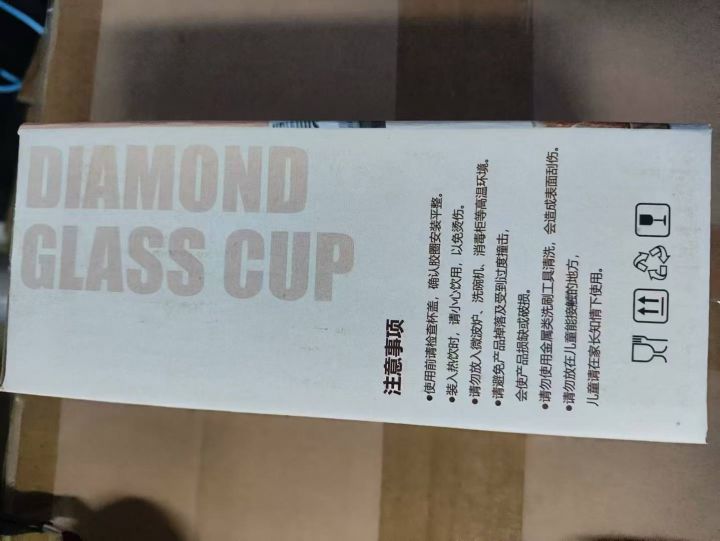 DIAMOND
GLASS CUP
注意事项
●使用前请检查杯盖，确认胶圈安装平整。
●装入热饮时，请小心饮用，以免烫伤。
●请勿放入微波炉、洗碗机、消毒柜等高温环境。
●请避免产品掉落及受到过度撞击，
会使产品损缺或破损。
●请勿使用金属类洗刷工具清洗，会造成表面刮伤。
●请勿放在儿童能接触的地方，
儿童请在家长知情下使用。